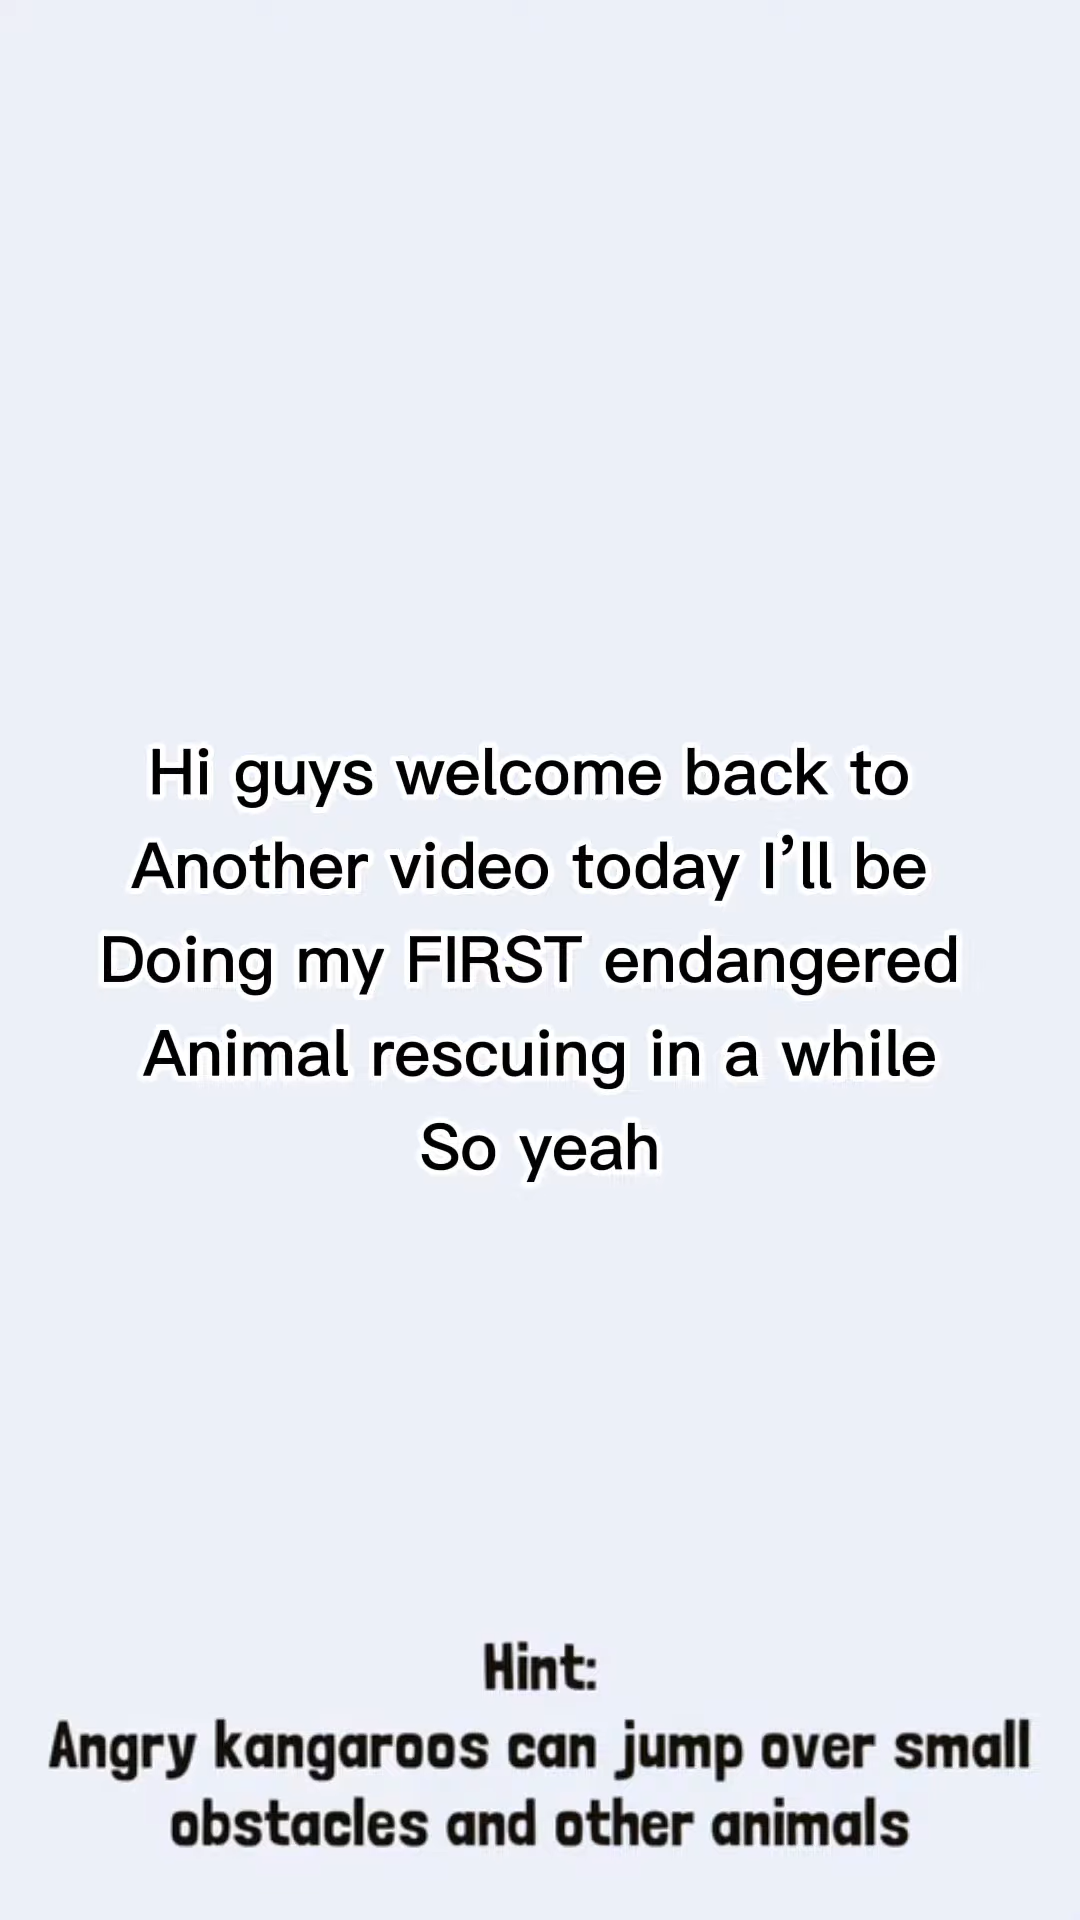 Hi guys welcome back to
Another video today I’ll be
Doing my FIRST endangered
Animal rescuing in a while
So yeah
Hint:
Angry kangaroos can jump over small
obstacles and other animals